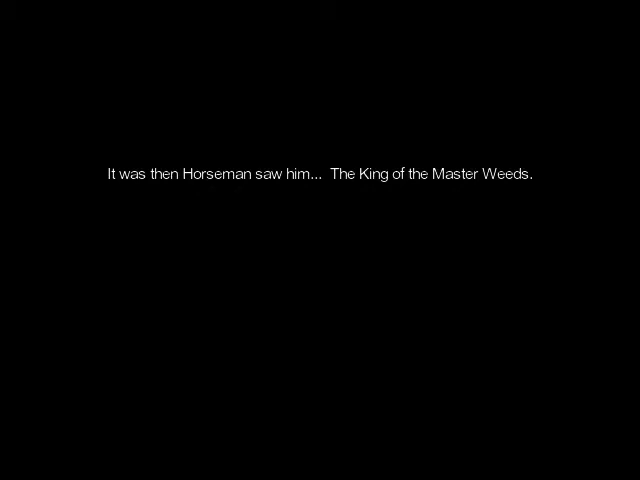 It was then Horseman saw him...  The King of the Master Weeds.